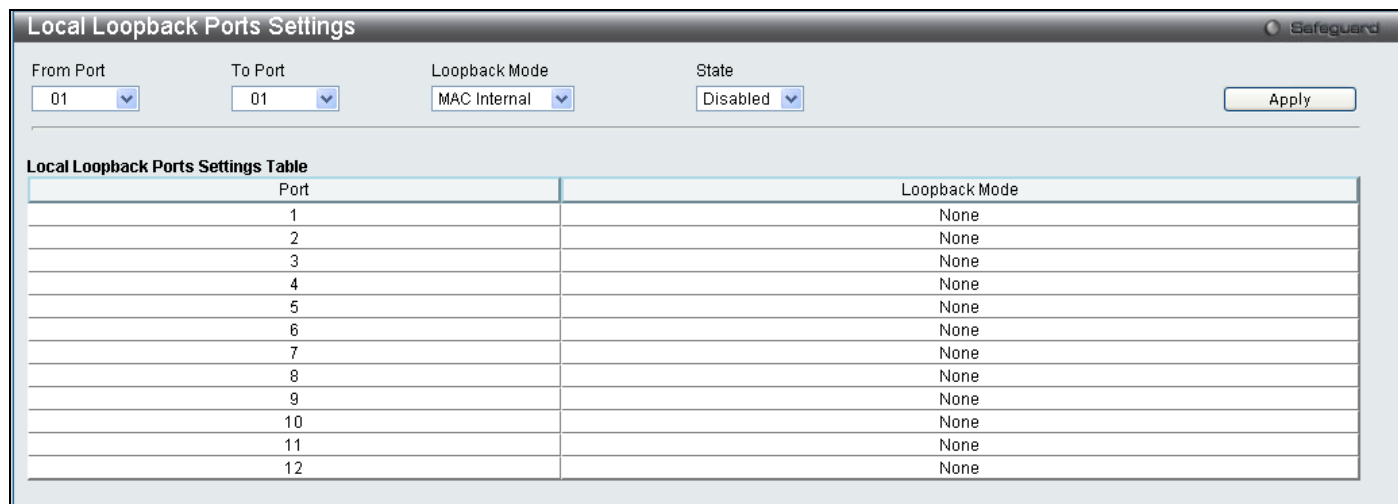 Local Loopback Ports Settings
Safeguard
From Port To Port Loopback Mode State
01 01 MAC Internal Disabled Apply
Local Loopback Ports Settings Table
Port Loopback Mode
1 None
2 None
3 None
4 None
5 None
6 None
7 None
8 None
9 None
10 None
11 None
12 None